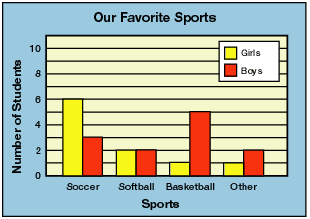 Our Favorite Sports
Number of Students
10
8
6
4
2
0
Girls
Boys
Soccer
Softball
Basketball
Other
Sports